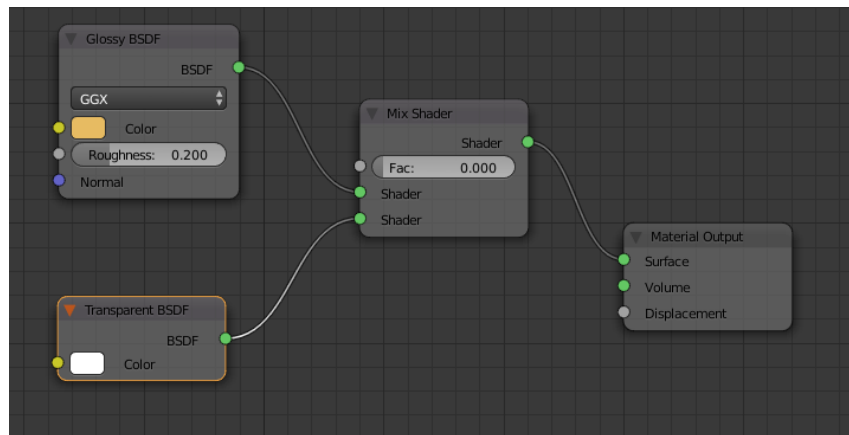 Glossy BSDF
BSDF
GGX
Color
Roughness: 0.200
Normal
Mix Shader
Shader
Fac: 0.000
Shader
Shader
Material Output
Surface
Volume
Displacement
Transparent BSDF
BSDF
Color